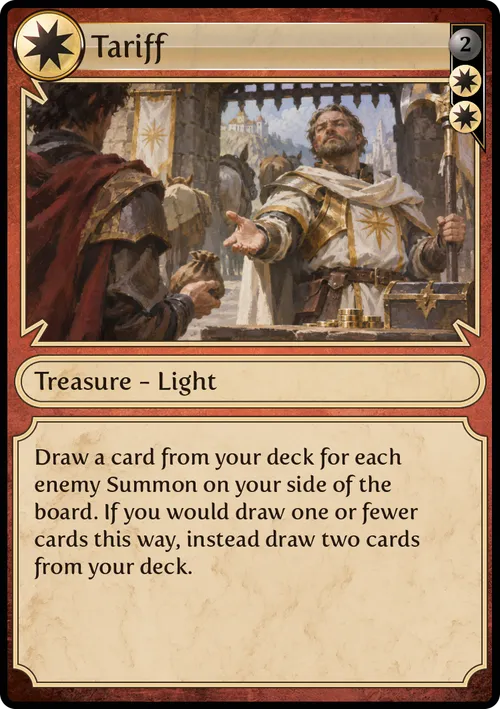 Tariff
2
Treasure – Light
Draw a card from your deck for each
enemy Summon on your side of the
board. If you would draw one or fewer
cards this way, instead draw two cards
from your deck.